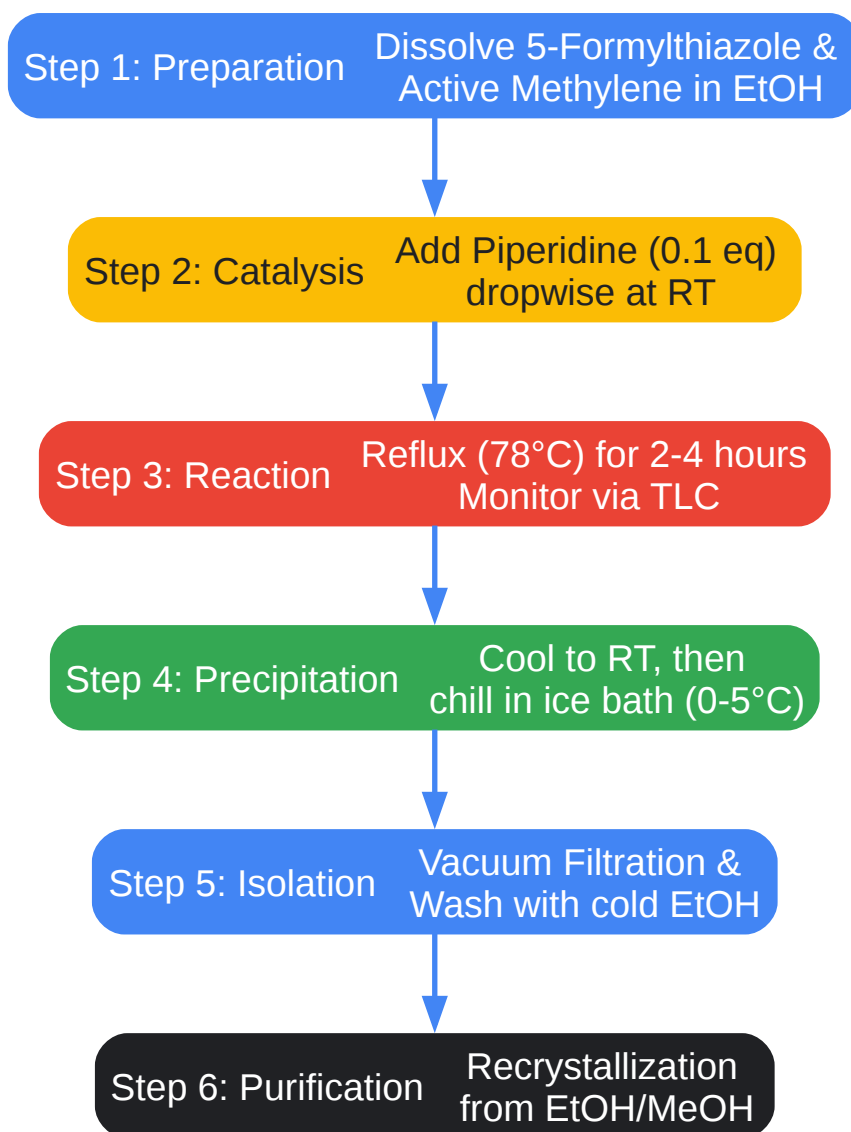 Step 1: Preparation
Dissolve 5-Formylthiazole &
Active Methylene in EtOH
Step 2: Catalysis
Add Piperidine (0.1 eq)
dropwise at RT
Step 3: Reaction
Reflux (78°C) for 2-4 hours
Monitor via TLC
Step 4: Precipitation
Cool to RT, then
chill in ice bath (0-5°C)
Step 5: Isolation
Vacuum Filtration &
Wash with cold EtOH
Step 6: Purification
Recrystallization
from EtOH/MeOH